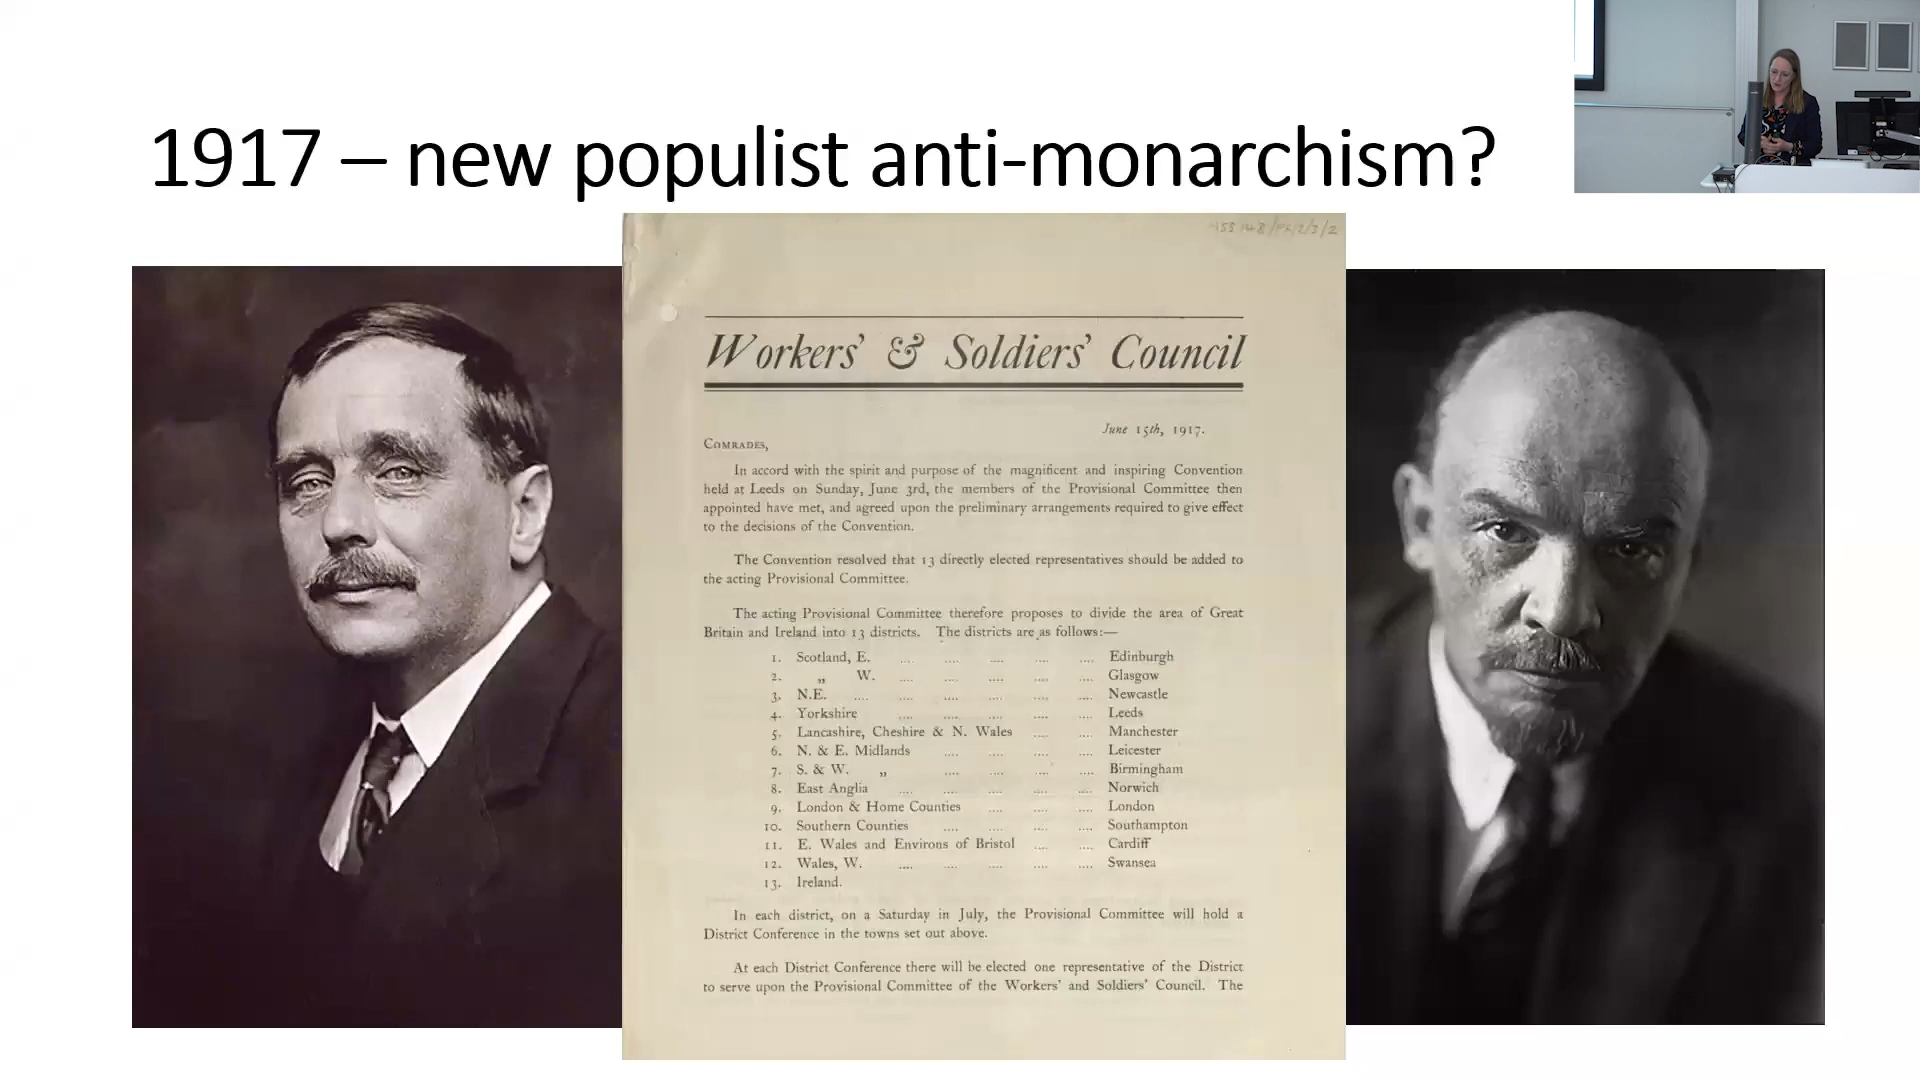 1917 – new populist anti-monarchism?
Workers' & Soldiers' Council
June 15th, 1917.
COMRADES,
In accord with the spirit and purpose of the magnificent and inspiring Convention
held at Leeds on Sunday, June 3rd, the members of the Provisional Committee then
appointed have met, and agreed upon the preliminary arrangements required to give effect
to the decisions of the Convention.
The Convention resolved that 13 directly elected representatives should be added to
the acting Provisional Committee.
The acting Provisional Committee therefore proposes to divide the area of Great
Britain and Ireland into 13 districts. The districts are as follows:—
1. Scotland, E. .... .... .... .... .... Edinburgh
2. „ W. .... .... .... .... .... Glasgow
3. N.E. .... .... .... .... .... .... Newcastle
4. Yorkshire .... .... .... .... .... Leeds
5. Lancashire, Cheshire & N. Wales .... .... Manchester
6. N. & E. Midlands .... .... .... .... Leicester
7. S. & W. „ .... .... .... .... Birmingham
8. East Anglia .... .... .... .... .... Norwich
9. London & Home Counties .... .... .... London
10. Southern Counties .... .... .... .... Southampton
11. E. Wales and Environs of Bristol .... .... Cardiff
12. Wales, W. .... .... .... .... .... Swansea
13. Ireland.
In each district, on a Saturday in July, the Provisional Committee will hold a
District Conference in the towns set out above.
At each District Conference there will be elected one representative of the District
to serve upon the Provisional Committee of the Workers' and Soldiers' Council. The